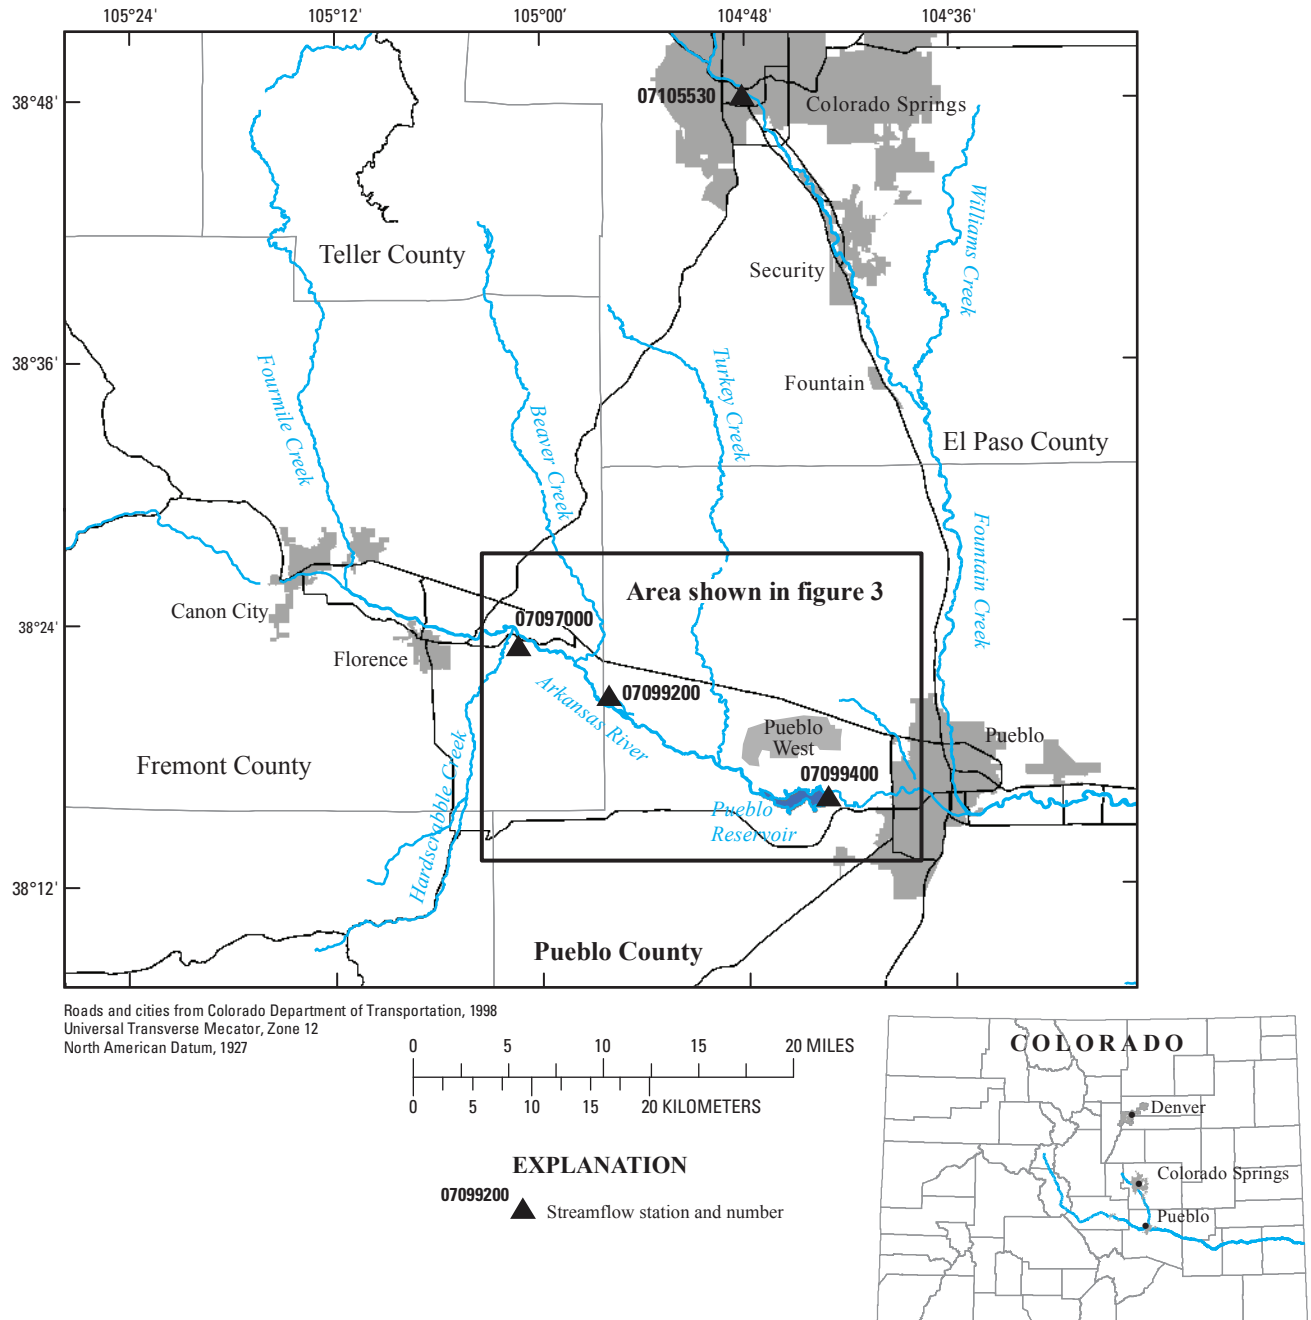 105°24'
105°12'
105°00'
104°48'
104°36'
38°48'
07105530
Colorado Springs
Williams Creek
Teller County
Security
38°36'
Fourmile Creek
Turkey Creek
Fountain
Beaver Creek
El Paso County
Fountain Creek
Area shown in figure 3
Canon City
07097000
38°24'
Florence
Arkansas River
07099200
Pueblo
West
Pueblo
Fremont County
07099400
Hardscrabble Creek
Pueblo
Reservoir
38°12'
Pueblo County
Roads and cities from Colorado Department of Transportation, 1998
Universal Transverse Mecator, Zone 12
North American Datum, 1927
0 5 10 15 20 MILES
0 5 10 15 20 KILOMETERS
EXPLANATION
07099200
Streamflow station and number
COLORADO
Denver
Colorado Springs
Pueblo